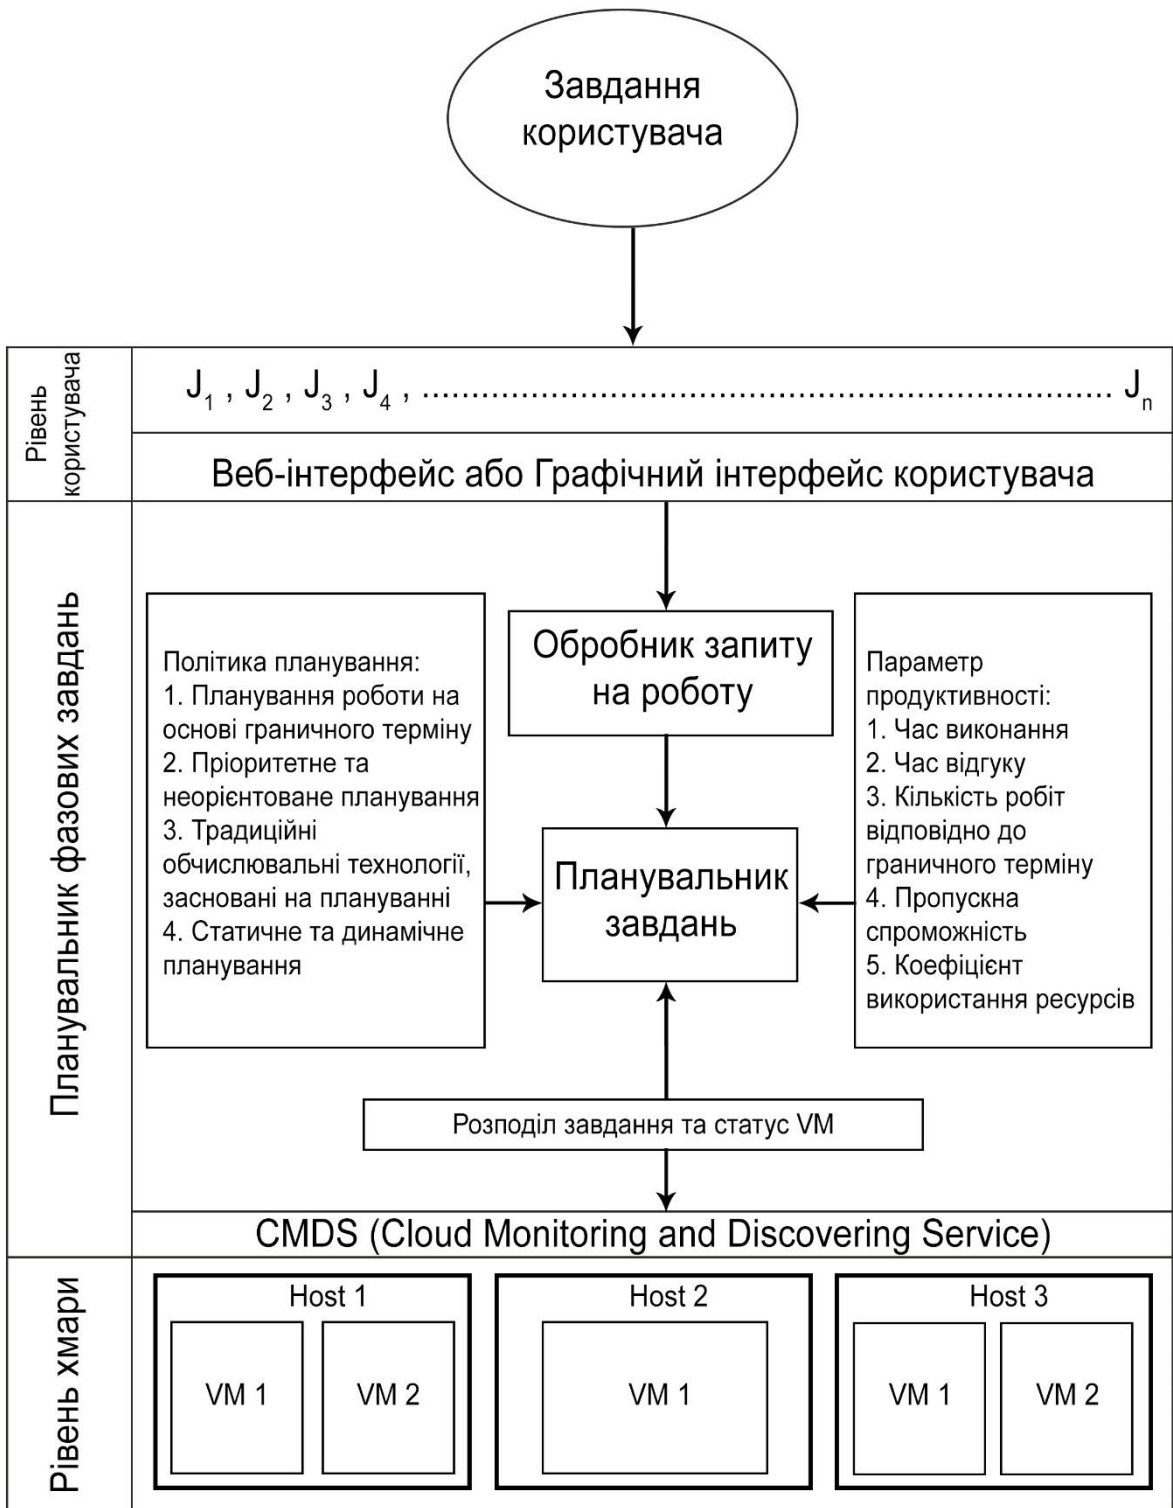 Завдання
користувача
Рівень
користувача
J1 , J2 , J3 , J4 , ..................................................................... Jn
Веб-інтерфейс або Графічний інтерфейс користувача
Планувальник фазових завдань
Політика планування:
1. Планування роботи на
основі граничного терміну
2. Пріоритетне та
неорієнтоване планування
3. Традиційні
обчислювальні технології,
засновані на плануванні
4. Статичне та динамічне
планування
Обробник запиту
на роботу
Планувальник
завдань
Параметр
продуктивності:
1. Час виконання
2. Час відгуку
3. Кількість робіт
відповідно до
граничного терміну
4. Пропускна
спроможність
5. Коефіцієнт
використання ресурсів
Розподіл завдання та статус VM
CMDS (Cloud Monitoring and Discovering Service)
Рівень хмари
Host 1
VM 1
VM 2
Host 2
VM 1
Host 3
VM 1
VM 2